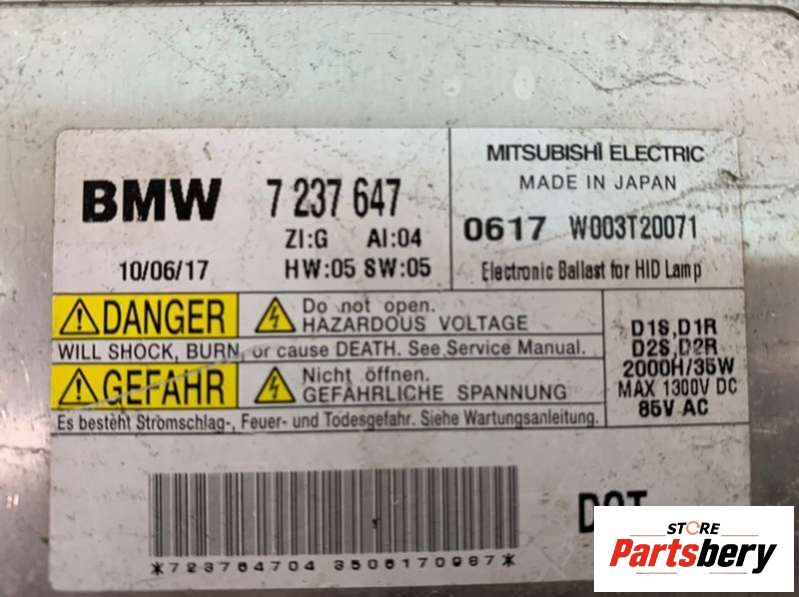 BMW 7 237 647
ZI:G AI:04
10/06/17 HW:05 SW:05
MITSUBISHI ELECTRIC
MADE IN JAPAN
0617 W003T20071
Electronic Ballast for HID Lamp
DANGER Do not open.
HAZARDOUS VOLTAGE
WILL SHOCK, BURN, or cause DEATH. See Service Manual.
GEFAHR Nicht öffnen.
GEFÄHRLICHE SPANNUNG
Es besteht Stromschlag-, Feuer- und Todesgefahr. Siehe Wartungsanleitung.
D1S,D1R
D2S,D2R
2000H/35W
MAX 1300V DC
85V AC
*723764704 3506170987*
DOT
STORE
Partsbery